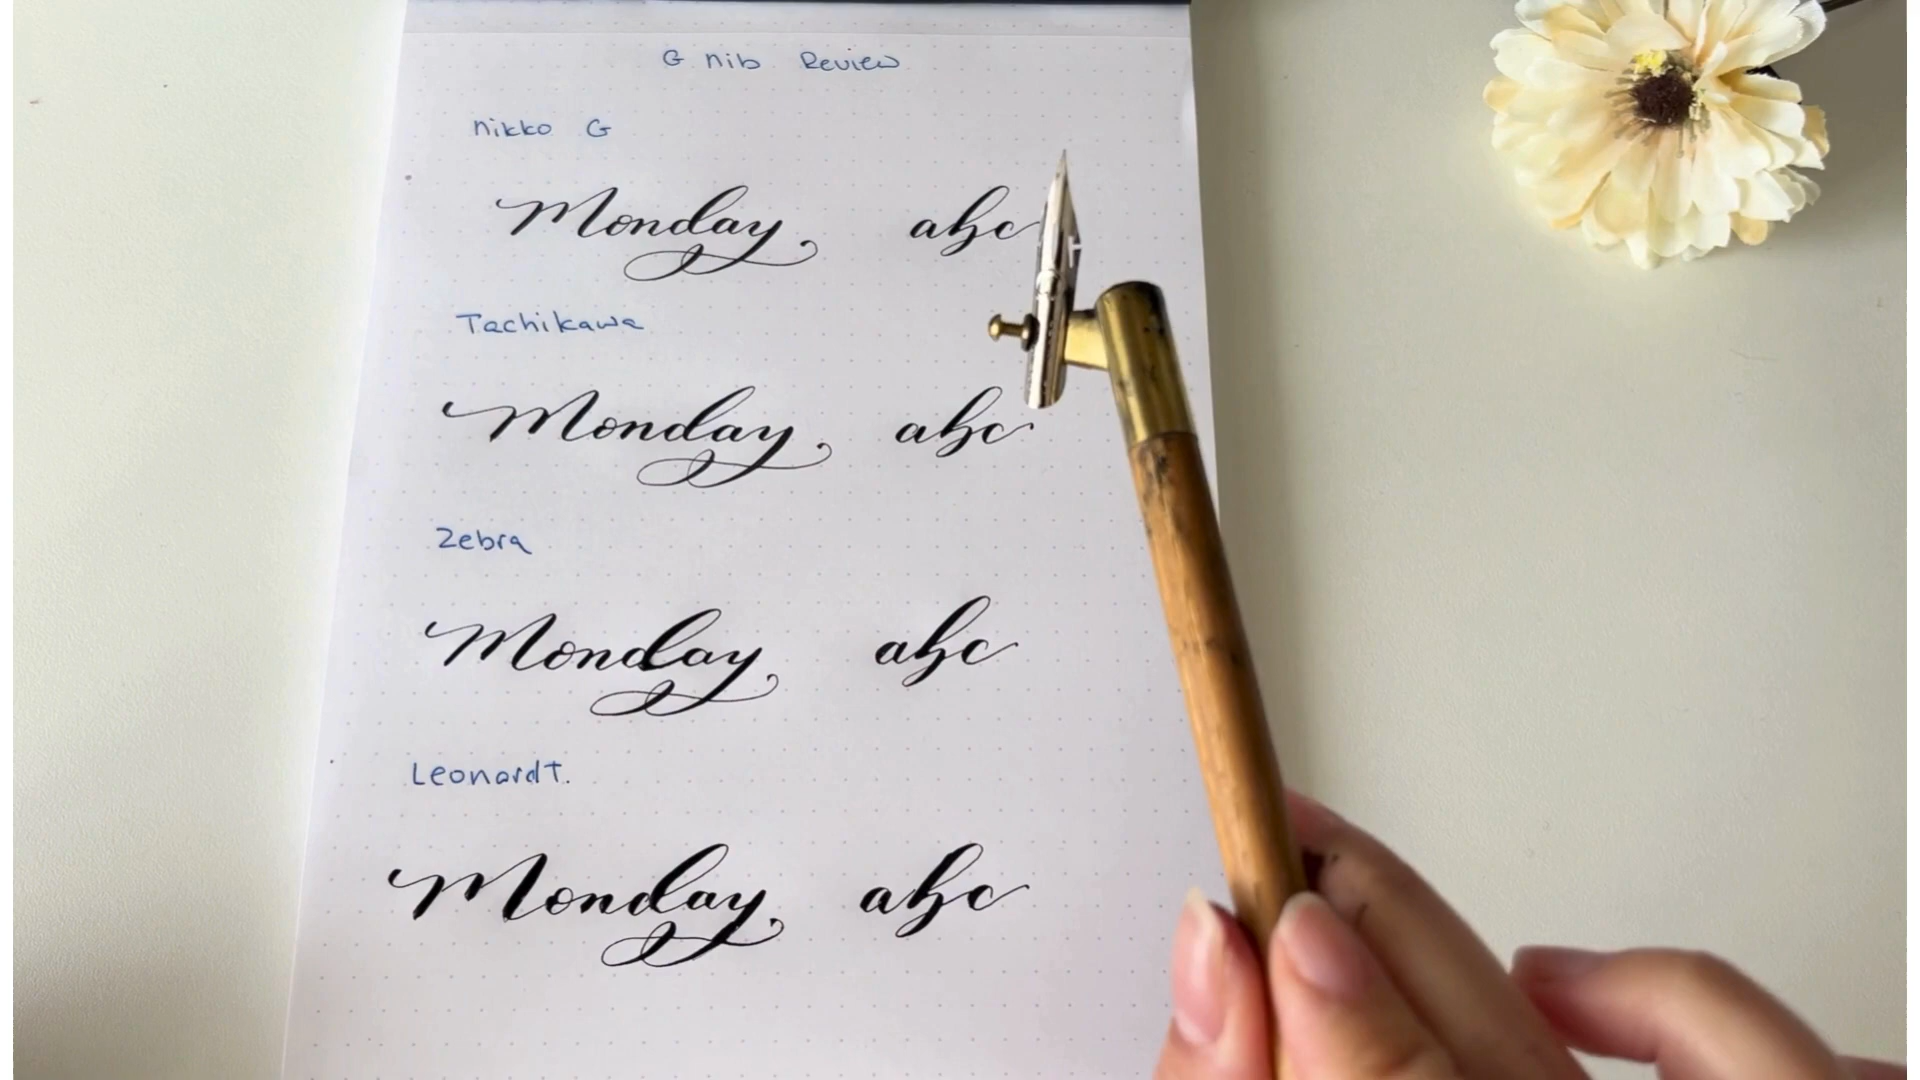 G nib Review
nikko G
Monday abc
Tachikawa
Monday abc
Zebra
Monday abc
Leonardt.
Monday abc